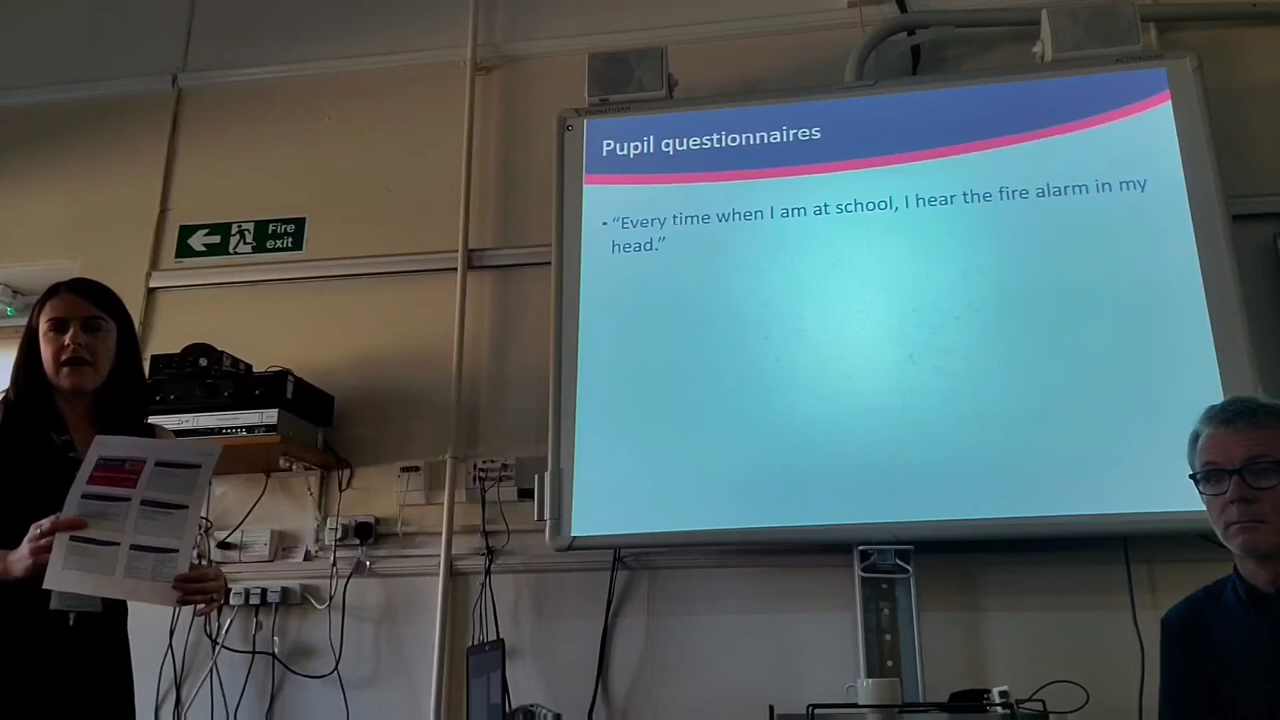 Pupil questionnaires
• “Every time when I am at school, I hear the fire alarm in my
head.”
Fire
exit